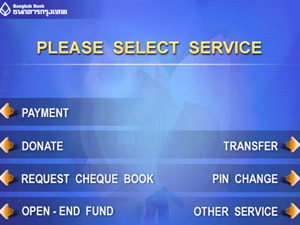 Bangkok Bank
ธนาคารกรุงเทพ
PLEASE SELECT SERVICE
PAYMENT
DONATE
TRANSFER
REQUEST CHEQUE BOOK
PIN CHANGE
OPEN - END FUND
OTHER SERVICE